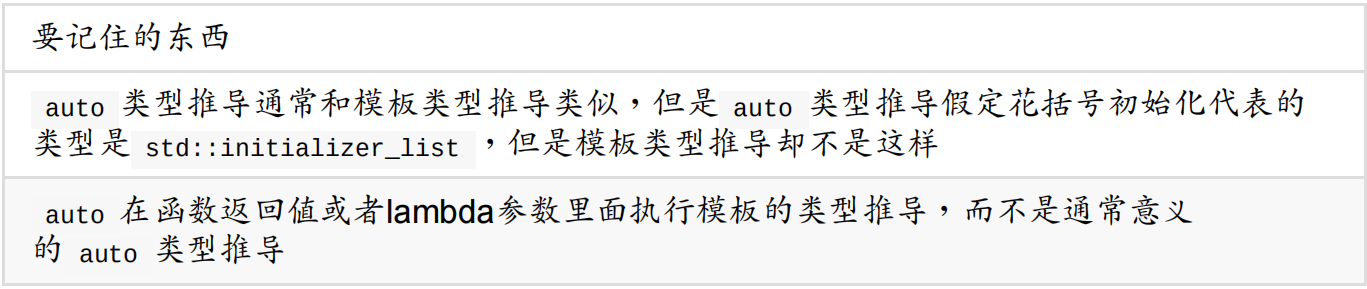 要记住的东西
auto 类型推导通常和模板类型推导类似，但是 auto 类型推导假定花括号初始化代表的
类型是 std::initializer_list ，但是模板类型推导却不是这样
auto 在函数返回值或者lambda参数里面执行模板的类型推导，而不是通常意义
的 auto 类型推导